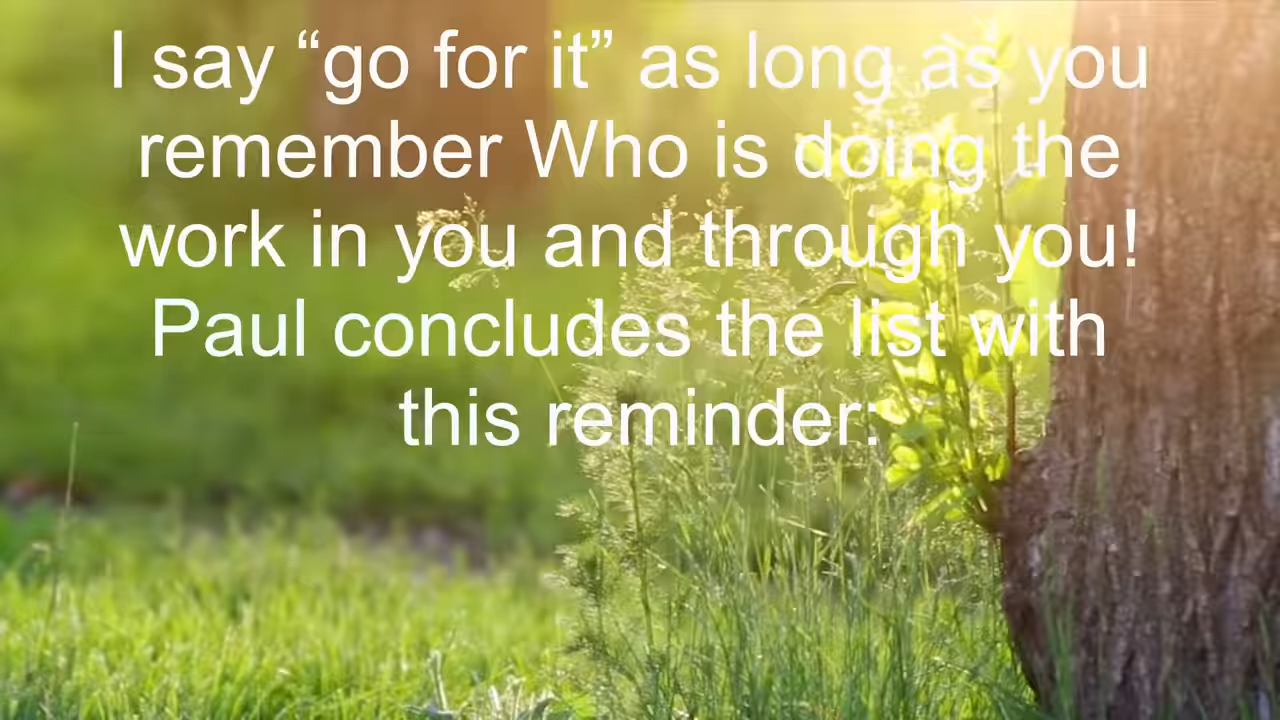 I say “go for it” as long as you
remember Who is doing the
work in you and through you!
Paul concludes the list with
this reminder: